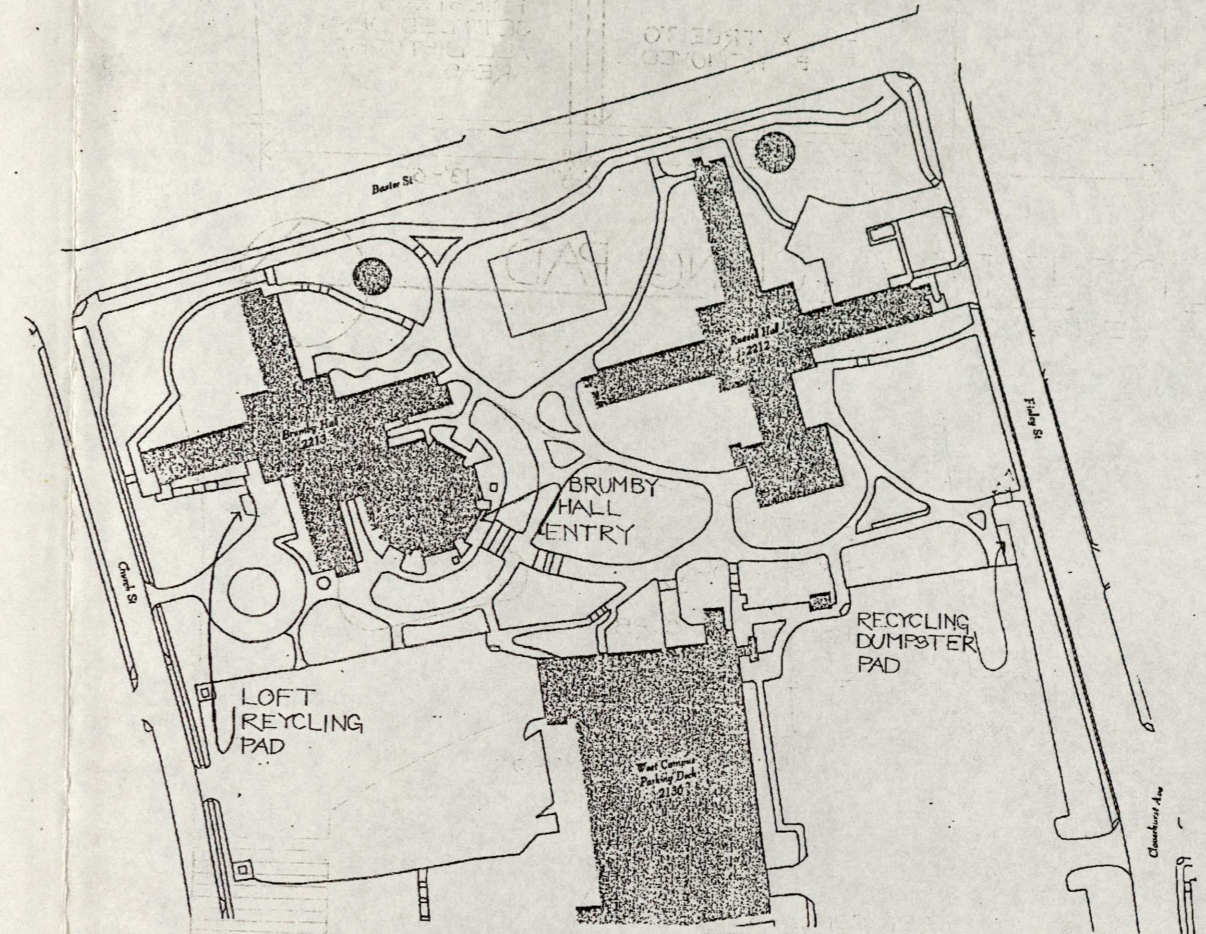 Baxter St
Russell Hall
2212
Brumby Hall
2213
Finley St
BRUMBY
HALL
ENTRY
Church St
RECYCLING
DUMPSTER
PAD
LOFT
REYCLING
PAD
West Campus
Parking Deck
2130
Cloverhurst Ave